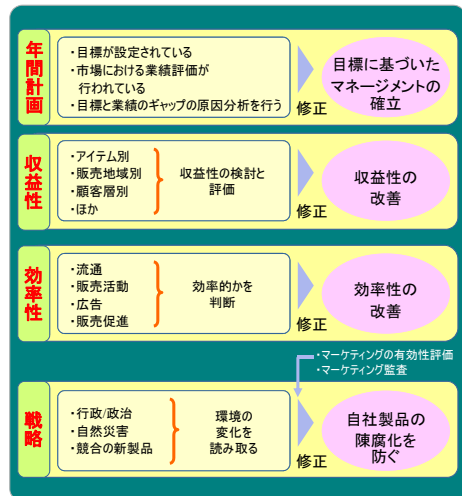 年間計画
・目標が設定されている
・市場における業績評価が
行われている
・目標と業績のギャップの原因分析を行う
修正
目標に基づいた
マネージメントの
確立
収益性
・アイテム別
・販売地域別
・顧客層別
・ほか
収益性の検討と
評価
修正
収益性の
改善
効率性
・流通
・販売活動
・広告
・販売促進
効率的かを
判断
修正
効率性の
改善
・マーケティングの有効性評価
・マーケティング監査
戦略
・行政/政治
・自然災害
・競合の新製品
環境の
変化を
読み取る
修正
自社製品の
陳腐化を
防ぐ